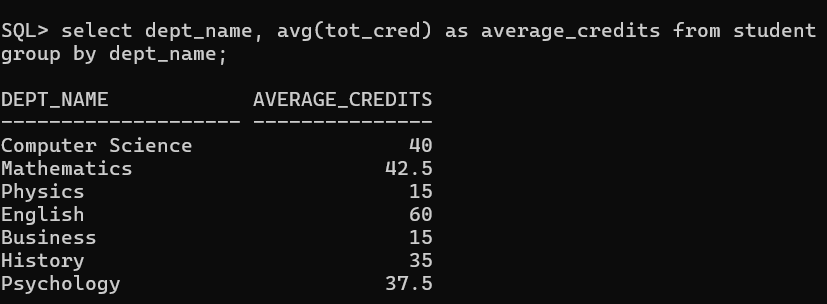 SQL> select dept_name, avg(tot_cred) as average_credits from student
group by dept_name;
DEPT_NAME            AVERAGE_CREDITS
-------------------- ---------------
Computer Science                  40
Mathematics                     42.5
Physics                           15
English                           60
Business                          15
History                           35
Psychology                      37.5